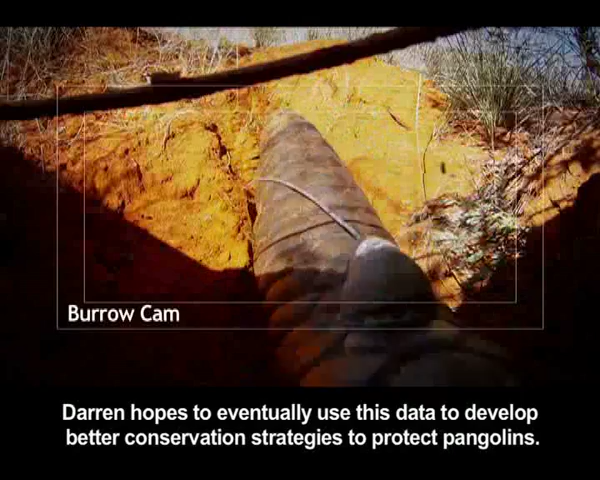 Burrow Cam
Darren hopes to eventually use this data to develop
better conservation strategies to protect pangolins.